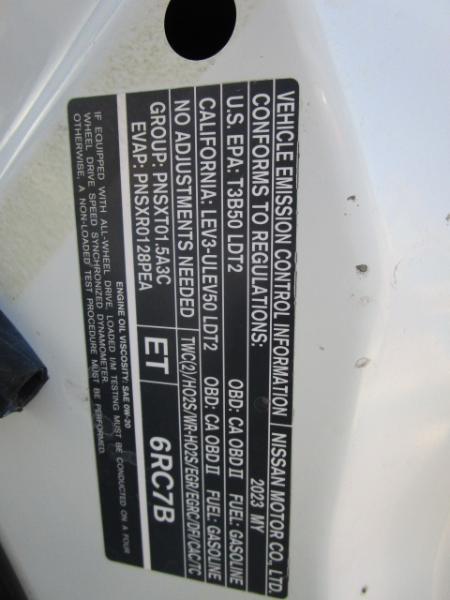 VEHICLE EMISSION CONTROL INFORMATION NISSAN MOTOR CO., LTD.
CONFORMS TO REGULATIONS: 2023 MY
U.S. EPA: T3B50 LDT2 OBD: CA OBD II FUEL: GASOLINE
CALIFORNIA: LEV3-ULEV50 LDT2 OBD: CA OBD II FUEL: GASOLINE
NO ADJUSTMENTS NEEDED TWC(2)/HO2S/WR-HO2S/EGR/EGRC/DFI/CAC/TC
GROUP: PNSXT01.5A3C
EVAP: PNSXR0128PEA
ET 6RC7B
ENGINE OIL VISCOSITY: SAE 0W-20
IF EQUIPPED WITH ALL-WHEEL DRIVE, LOADED I/M TESTING MUST BE CONDUCTED ON A FOUR
WHEEL DRIVE SPEED SYNCHRONIZED DYNAMOMETER.
OTHERWISE, A NON-LOADED TEST PROCEDURE MUST BE PERFORMED.